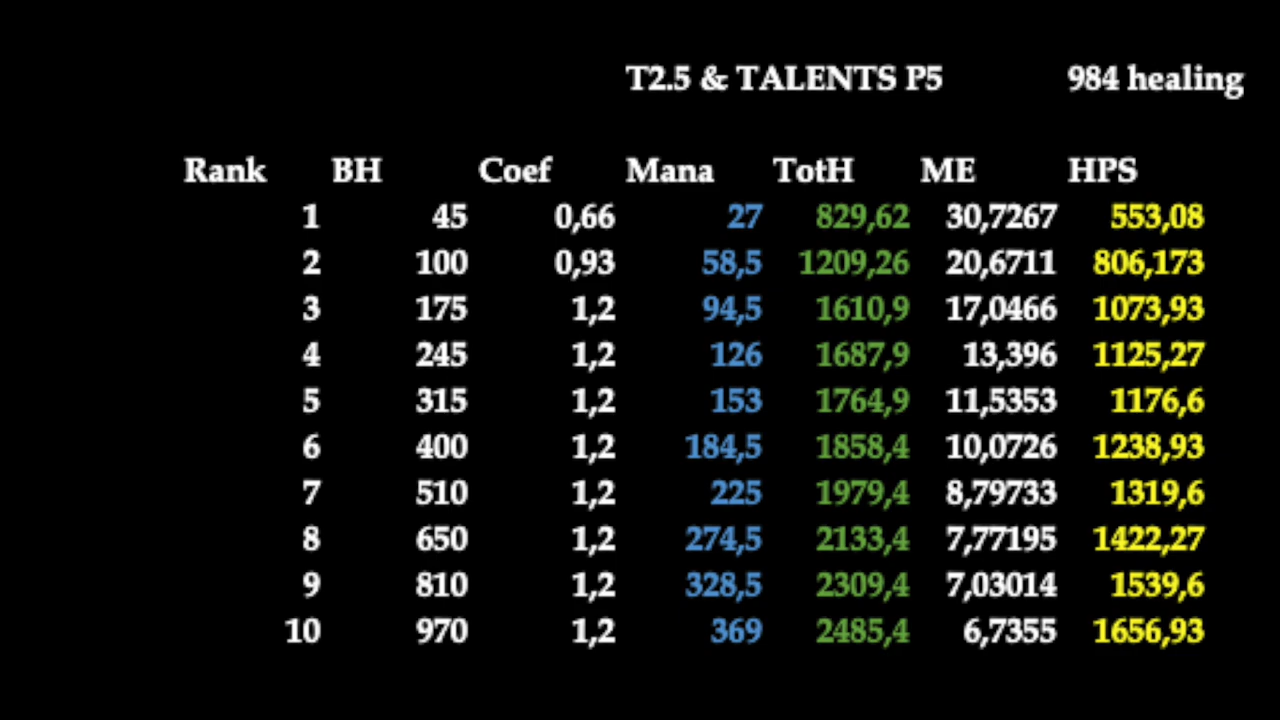 T2.5 & TALENTS P5 984 healing
Rank BH Coef Mana TotH ME HPS
1 45 0,66 27 829,62 30,7267 553,08
2 100 0,93 58,5 1209,26 20,6711 806,173
3 175 1,2 94,5 1610,9 17,0466 1073,93
4 245 1,2 126 1687,9 13,396 1125,27
5 315 1,2 153 1764,9 11,5353 1176,6
6 400 1,2 184,5 1858,4 10,0726 1238,93
7 510 1,2 225 1979,4 8,79733 1319,6
8 650 1,2 274,5 2133,4 7,77195 1422,27
9 810 1,2 328,5 2309,4 7,03014 1539,6
10 970 1,2 369 2485,4 6,7355 1656,93